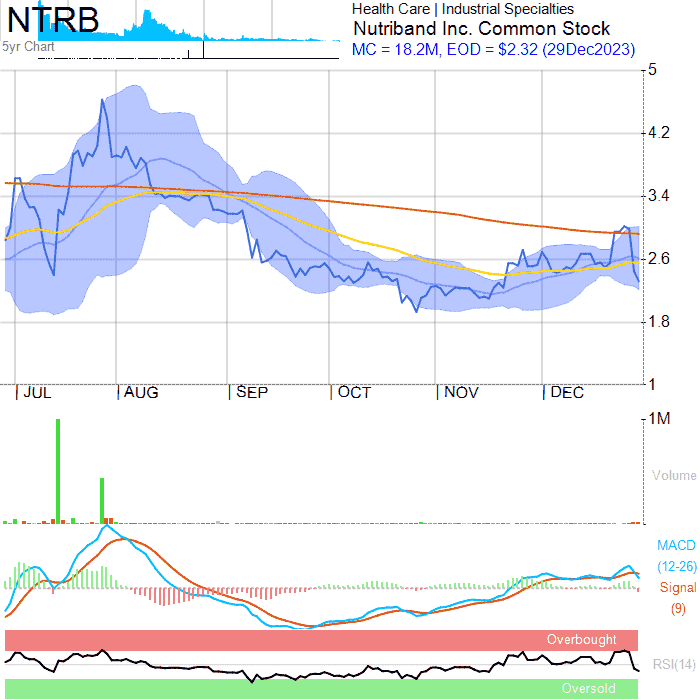 NTRB
5yr Chart
Health Care | Industrial Specialties
Nutriband Inc. Common Stock
MC = 18.2M, EOD = $2.32 (29Dec2023)
5
4.2
3.4
2.6
1.8
1
JUL AUG SEP OCT NOV DEC
1M
Volume
MACD
(12-26)
Signal
(9)
Overbought
RSI(14)
Oversold